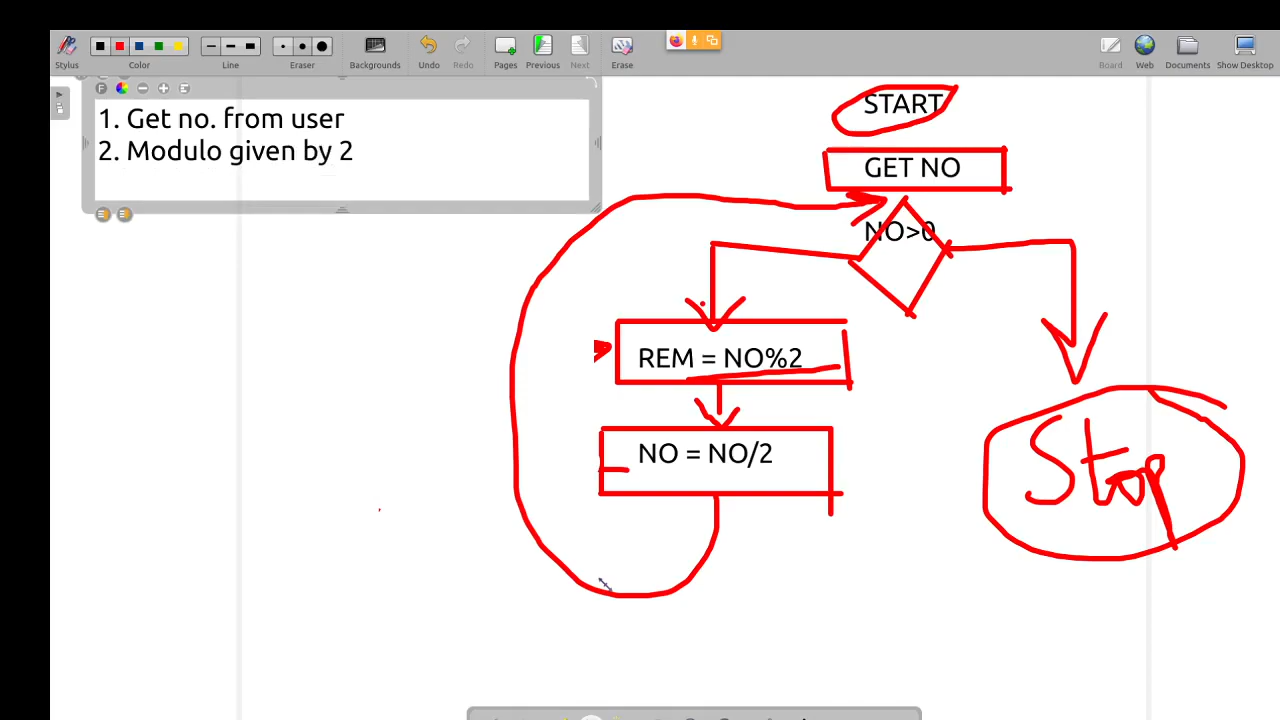 Stylus
Color
Line
Eraser
Backgrounds
Undo
Redo
Pages
Previous
Next
Erase
Board
Web
Documents
Show Desktop
1. Get no. from user
2. Modulo given by 2
START
GET NO
NO>0
REM = NO%2
NO = NO/2
Stop